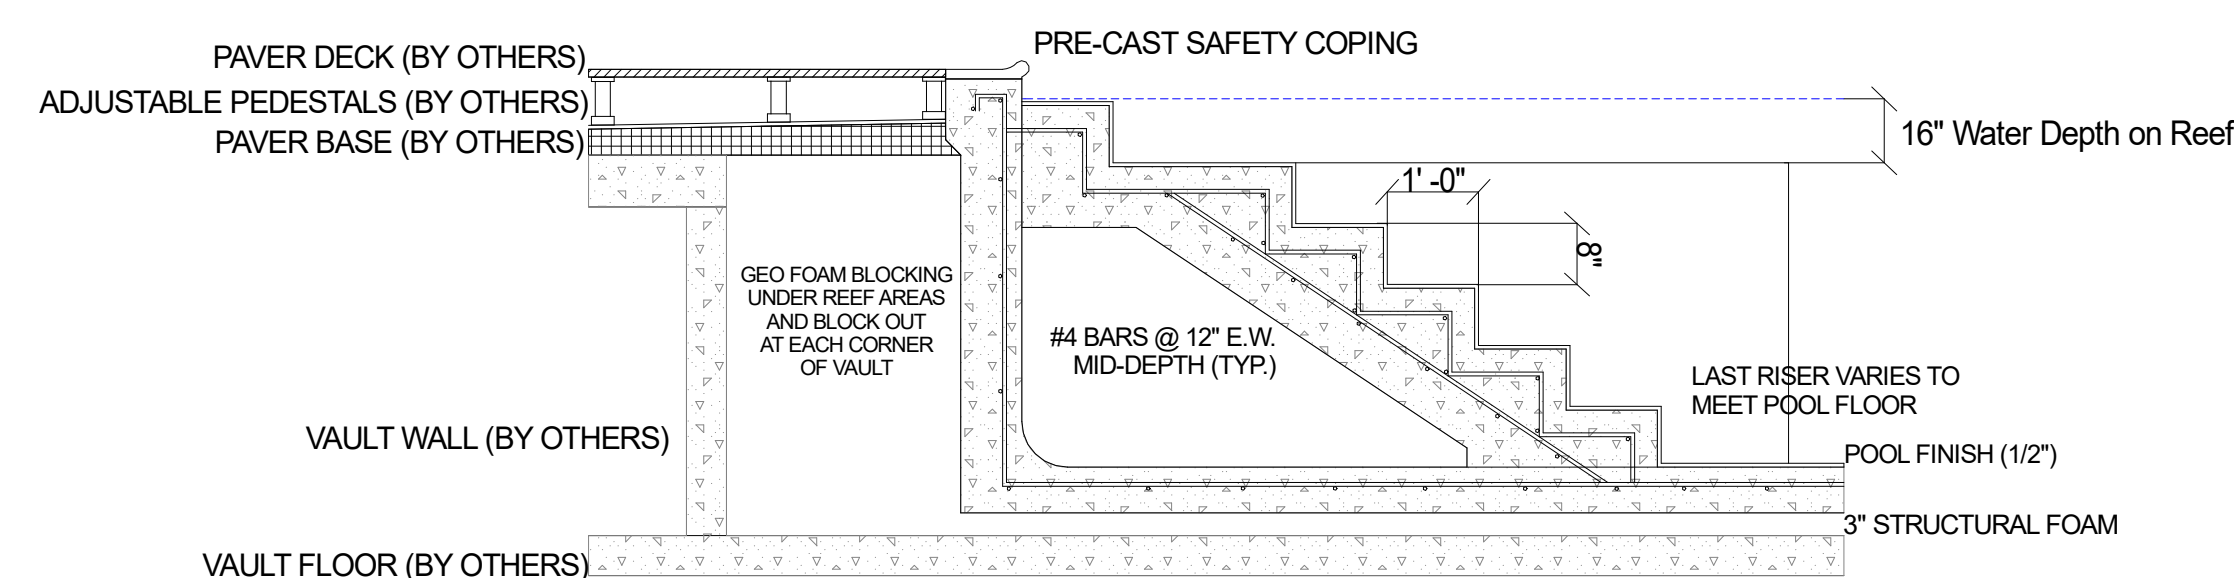 PRE-CAST SAFETY COPING
PAVER DECK (BY OTHERS)
ADJUSTABLE PEDESTALS (BY OTHERS)
PAVER BASE (BY OTHERS)
16" Water Depth on Reef
1' -0"
8"
GEO FOAM BLOCKING
UNDER REEF AREAS
AND BLOCK OUT
AT EACH CORNER
OF VAULT
#4 BARS @ 12" E.W.
MID-DEPTH (TYP.)
LAST RISER VARIES TO
MEET POOL FLOOR
VAULT WALL (BY OTHERS)
POOL FINISH (1/2")
3" STRUCTURAL FOAM
VAULT FLOOR (BY OTHERS)